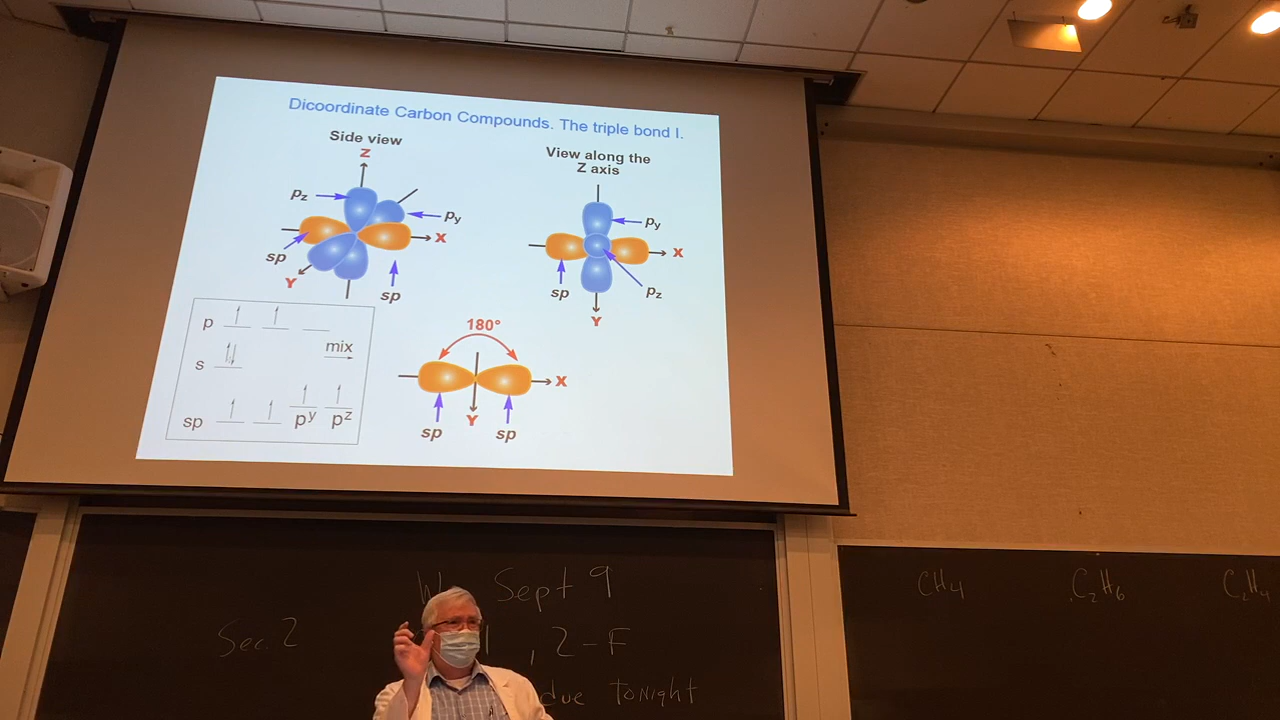 Dicoordinate Carbon Compounds. The triple bond I.
Side view
Z
pz
py
X
sp
Y
sp
View along the
Z axis
py
X
sp
pz
Y
p
mix
s
sp py pz
180°
X
Y
sp sp
Sept 9
Sec. 2
, 2-F
due tonight
CH4 C2H6 C2H4